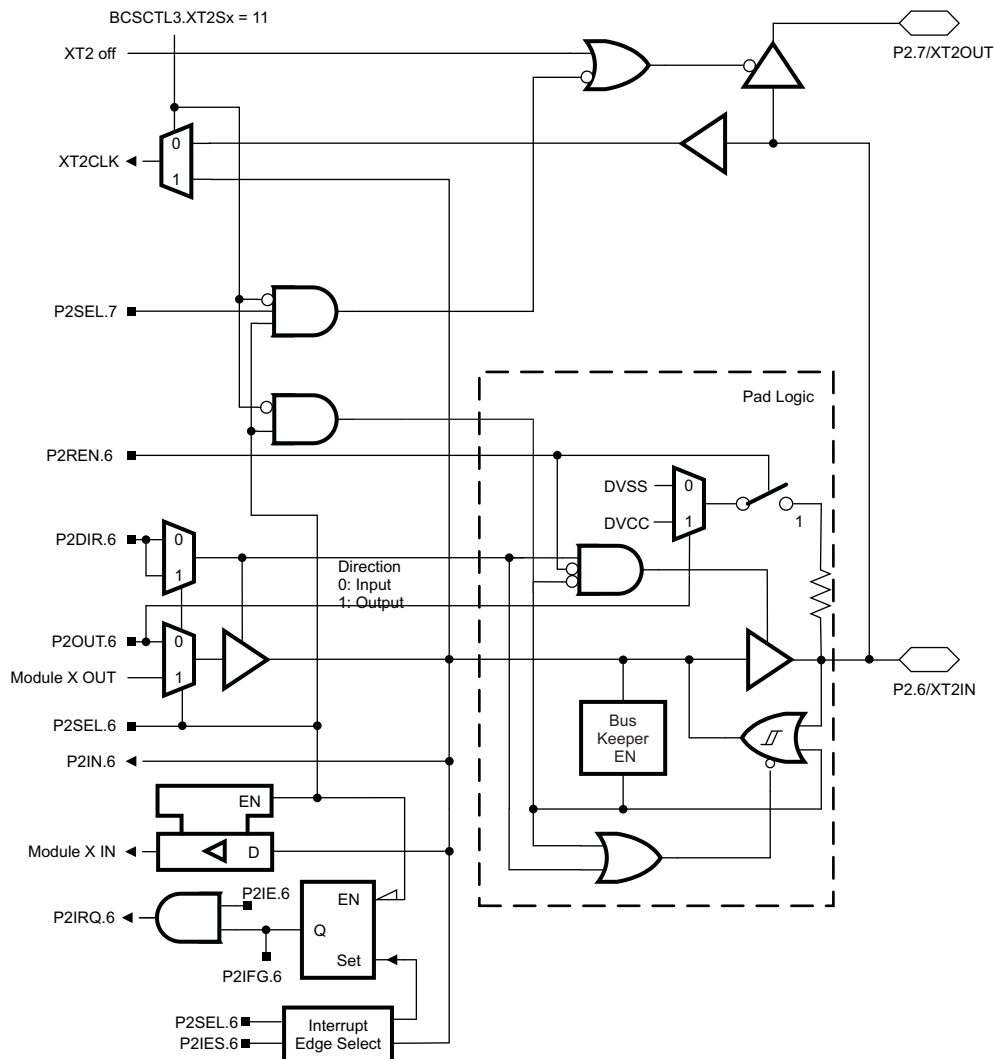 BCSCTL3.XT2Sx = 11
XT2 off
P2.7/XT2OUT
0
XT2CLK
1
P2SEL.7
Pad Logic
P2REN.6
DVSS
0
DVCC
1
1
P2DIR.6
0
1
Direction
0: Input
1: Output
P2OUT.6
0
Module X OUT
1
P2.6/XT2IN
P2SEL.6
Bus
Keeper
EN
P2IN.6
EN
Module X IN
D
P2IE.6
EN
P2IRQ.6
Q
P2IFG.6
Set
P2SEL.6
P2IES.6
Interrupt
Edge Select